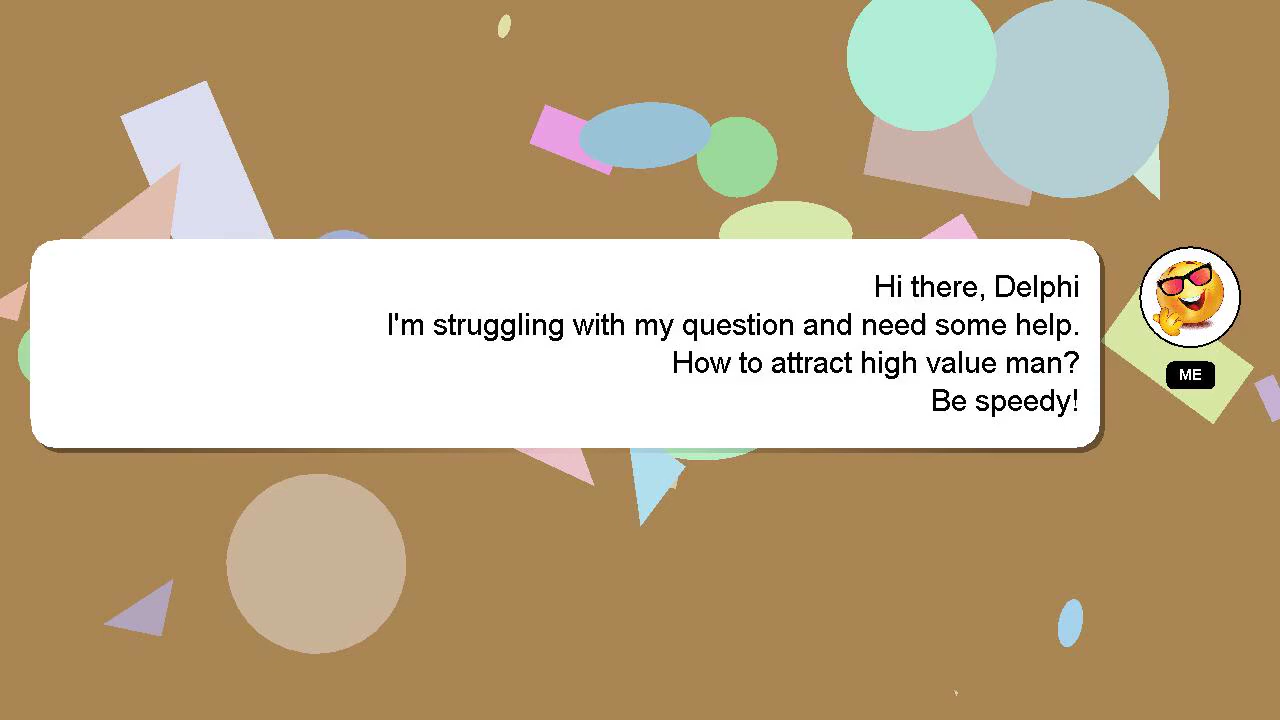 Hi there, Delphi
I'm struggling with my question and need some help.
How to attract high value man?
Be speedy!
ME